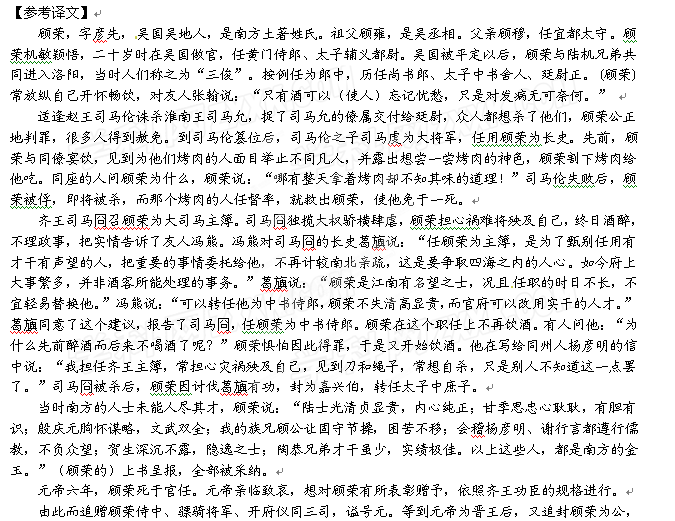 【参考译文】
顾荣，字彦先，吴国吴地人，是南方土著姓氏。祖父顾雍，是吴丞相。父亲顾穆，任宜都太守。顾
荣机敏颖悟，二十岁时在吴国做官，任黄门侍郎、太子辅义都尉。吴国被平定以后，顾荣与陆机兄弟共
同进入洛阳，当时人们称之为“三俊”。按例任为郎中，历任尚书郎、太子中书舍人、廷尉正。〔顾荣〕
常放纵自己开怀畅饮，对友人张翰说：“只有酒可以（使人）忘记忧愁，只是对发病无可奈何。”
适逢赵王司马伦诛杀淮南王司马允，捉了司马允的僚属交付给廷尉，众人都想杀了他们，顾荣公正
地判罪，很多人得到赦免。到司马伦篡位后，司马伦之子司马虔为大将军，任用顾荣为长史。先前，顾
荣与同僚宴饮，见到为他们烤肉的人面目举止不同凡人，并露出想尝一尝烤肉的神色，顾荣割下烤肉给
他吃。同座的人问顾荣为什么，顾荣说：“哪有整天拿着烤肉却不知其味的道理！”司马伦失败后，顾
荣被俘，即将被杀，而那个烤肉的人任督率，就救出顾荣，使他免于一死。
齐王司马冏召顾荣为大司马主簿。司马冏独揽大权骄横肆虐，顾荣担心祸难将殃及自己，终日酒醉，
不理政事，把实情告诉了友人冯熊。冯熊对司马冏的长史葛旟说：“任顾荣为主簿，是为了甄别任用有
才干有声望的人，把重要的事情委托给他，不再计较南北亲疏，这是要争取四海之内的人心。如今府上
大事繁多，并非酒客所能处理的事务。”葛旟说：“顾荣是江南有名望之士，况且任职的时日不长，不
宜轻易替换他。”冯熊说：“可以转任他为中书侍郎，顾荣不失清高显贵，而官府可以改用实干的人才。”
葛旟同意了这个建议，报告了司马冏，任顾荣为中书侍郎。顾荣在这个职任上不再饮酒。有人问他：“为
什么先前醉酒而后来不喝酒了呢？”顾荣惧怕因此得罪，于是又开始饮酒。他在写给同州人杨彦明的信
中说：“我担任齐王主簿，常担心灾祸殃及自己，见到刀和绳子，常想自杀，只是别人不知道这一点罢
了。”司马冏被杀后，顾荣因讨伐葛旟有功，封为嘉兴伯，转任太子中庶子。
当时南方的人士未能人尽其才，顾荣说：“陆士光清贞显贵，内心纯正；甘季思忠心耿耿，有胆有
识；殷庆元胸怀谋略，文武双全；我的族兄顾公让固守节操，困苦不移；会稽杨彦明、谢行言都遵行儒
教，不负众望；贺生深沉不露，隐逸之士；陶恭兄弟才干虽少，实绩极佳。以上这些人，都是南方的金
玉。”（顾荣的）上书呈报，全部被采纳。
元帝六年，顾荣死于官任。元帝亲临致哀，想对顾荣有所表彰赠予，依照齐王功臣的规格进行。
由此而追赠顾荣侍中、骠骑将军、开府仪同三司，谥号元。等到元帝为晋王后，又追封顾荣为公，